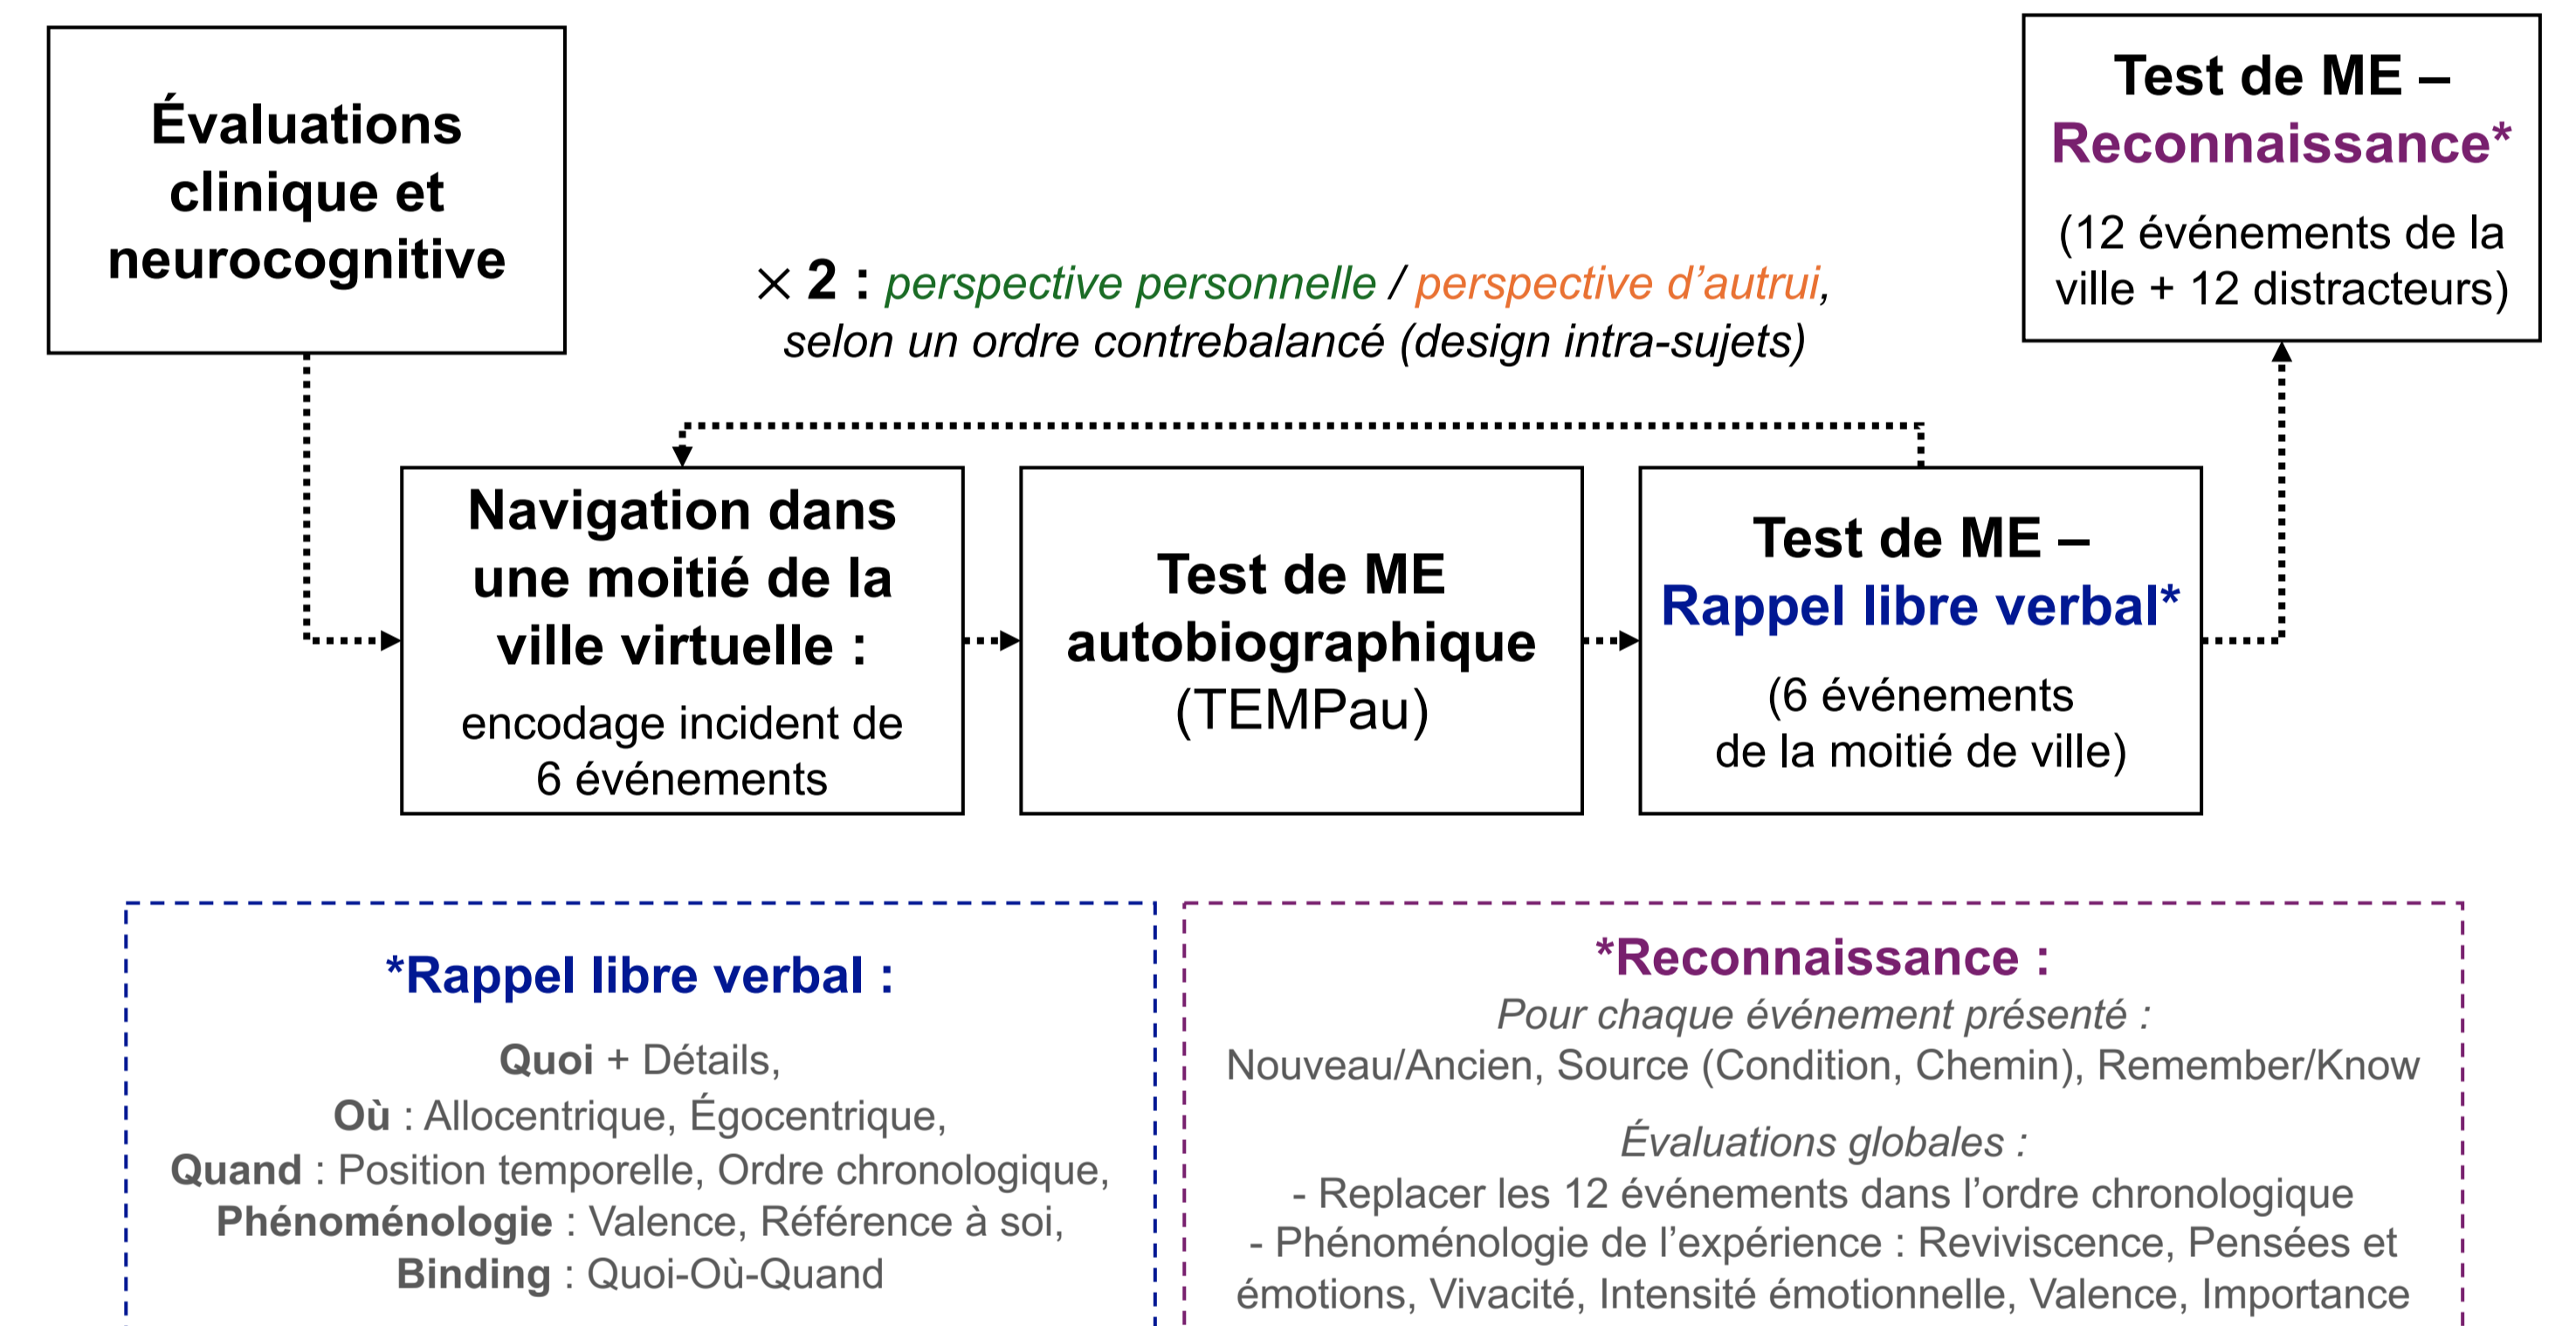 Évaluations
clinique et
neurocognitive
× 2 : perspective personnelle / perspective d’autrui,
selon un ordre contrebalancé (design intra-sujets)
Test de ME –
Reconnaissance*
(12 événements de la
ville + 12 distracteurs)
Navigation dans
une moitié de la
ville virtuelle :
encodage incident de
6 événements
Test de ME
autobiographique
(TEMPau)
Test de ME –
Rappel libre verbal*
(6 événements
de la moitié de ville)
*Rappel libre verbal :
Quoi + Détails,
Où : Allocentrique, Égocentrique,
Quand : Position temporelle, Ordre chronologique,
Phénoménologie : Valence, Référence à soi,
Binding : Quoi-Où-Quand
*Reconnaissance :
Pour chaque événement présenté :
Nouveau/Ancien, Source (Condition, Chemin), Remember/Know
Évaluations globales :
- Replacer les 12 événements dans l’ordre chronologique
- Phénoménologie de l’expérience : Reviviscence, Pensées et
émotions, Vivacité, Intensité émotionnelle, Valence, Importance